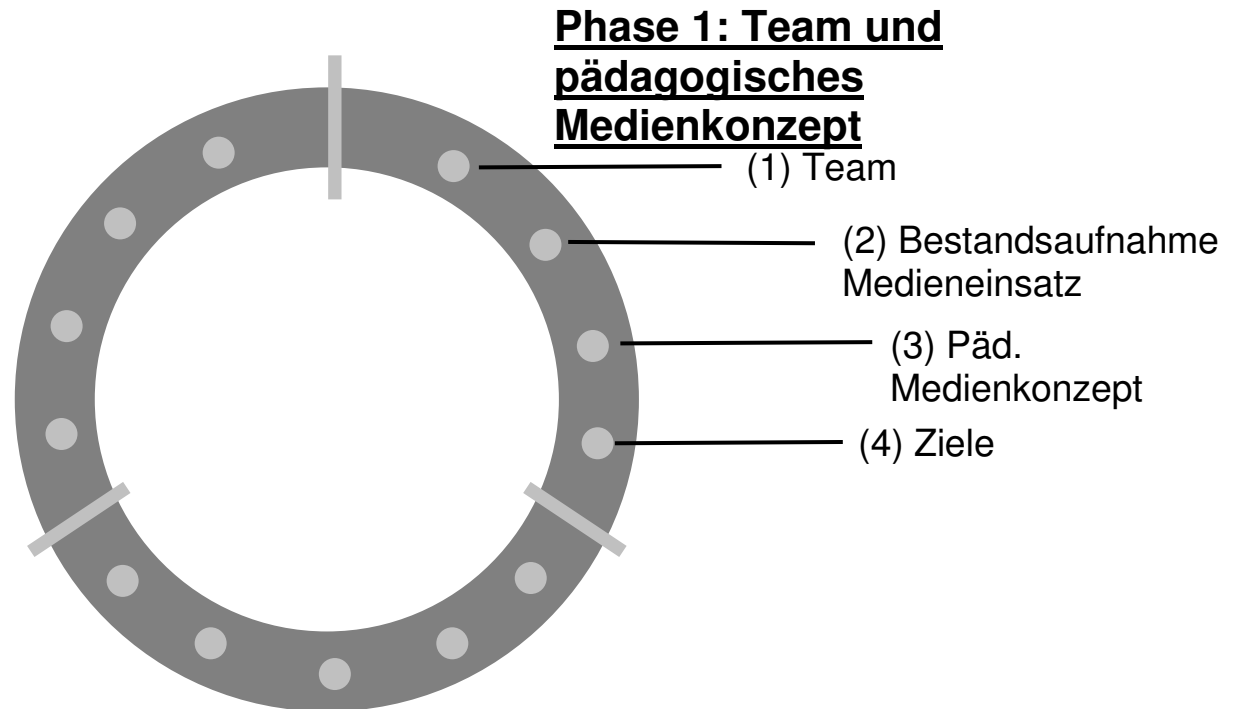 Phase 1: Team und
pädagogisches
Medienkonzept
(1) Team
(2) Bestandsaufnahme
Medieneinsatz
(3) Päd.
Medienkonzept
(4) Ziele